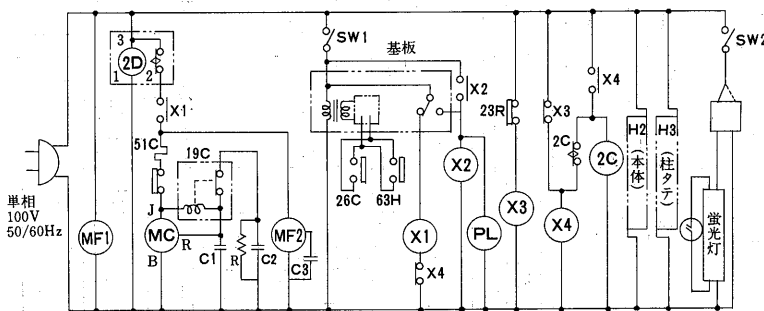 SW1
SW2
基板
3
2D
1
2
X1
51C
19C
J
MC
R
B
C1
R
C2
MF1
MF2
C3
単相
100V
50/60Hz
26C
63H
X2
X2
X1
X4
PL
23R
X3
X3
2C
X4
X4
2C
H2
(本体)
H3
(柱タテ)
蛍光灯